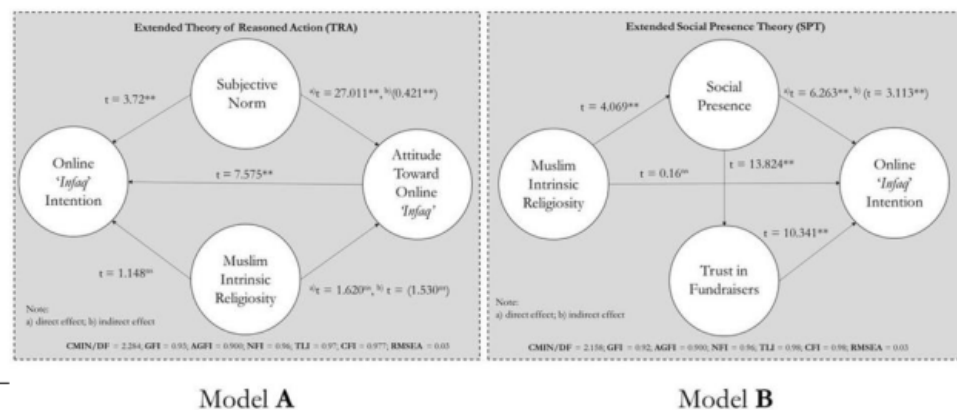 Extended Theory of Reasoned Action (TRA)
Subjective
Norm
t = 3.72**
a)t = 27.011**, b)(0.421**)
Online
'Infaq'
Intention
t = 7.575**
Attitude
Toward
Online
'Infaq'
t = 1.148ns
Muslim
Intrinsic
Religiosity
a)t = 1.620ns, b) t = (1.530ns)
Note:
a) direct effect; b) indirect effect
CMIN/DF = 2.284; GFI = 0.93; AGFI = 0.900; NFI = 0.96; TLI = 0.97; CFI = 0.977; RMSEA = 0.03
Model A
Extended Social Presence Theory (SPT)
Social
Presence
t = 4.069**
a)t = 6.263**, b) (t = 3.113**)
Muslim
Intrinsic
Religiosity
t = 0.16ns
t = 13.824**
Online
'Infaq'
Intention
t = 10.341**
Trust in
Fundraisers
Note:
a) direct effect; b) indirect effect
CMIN/DF = 2.158; GFI = 0.92; AGFI = 0.900; NFI = 0.96; TLI = 0.98; CFI = 0.98; RMSEA = 0.03
Model B